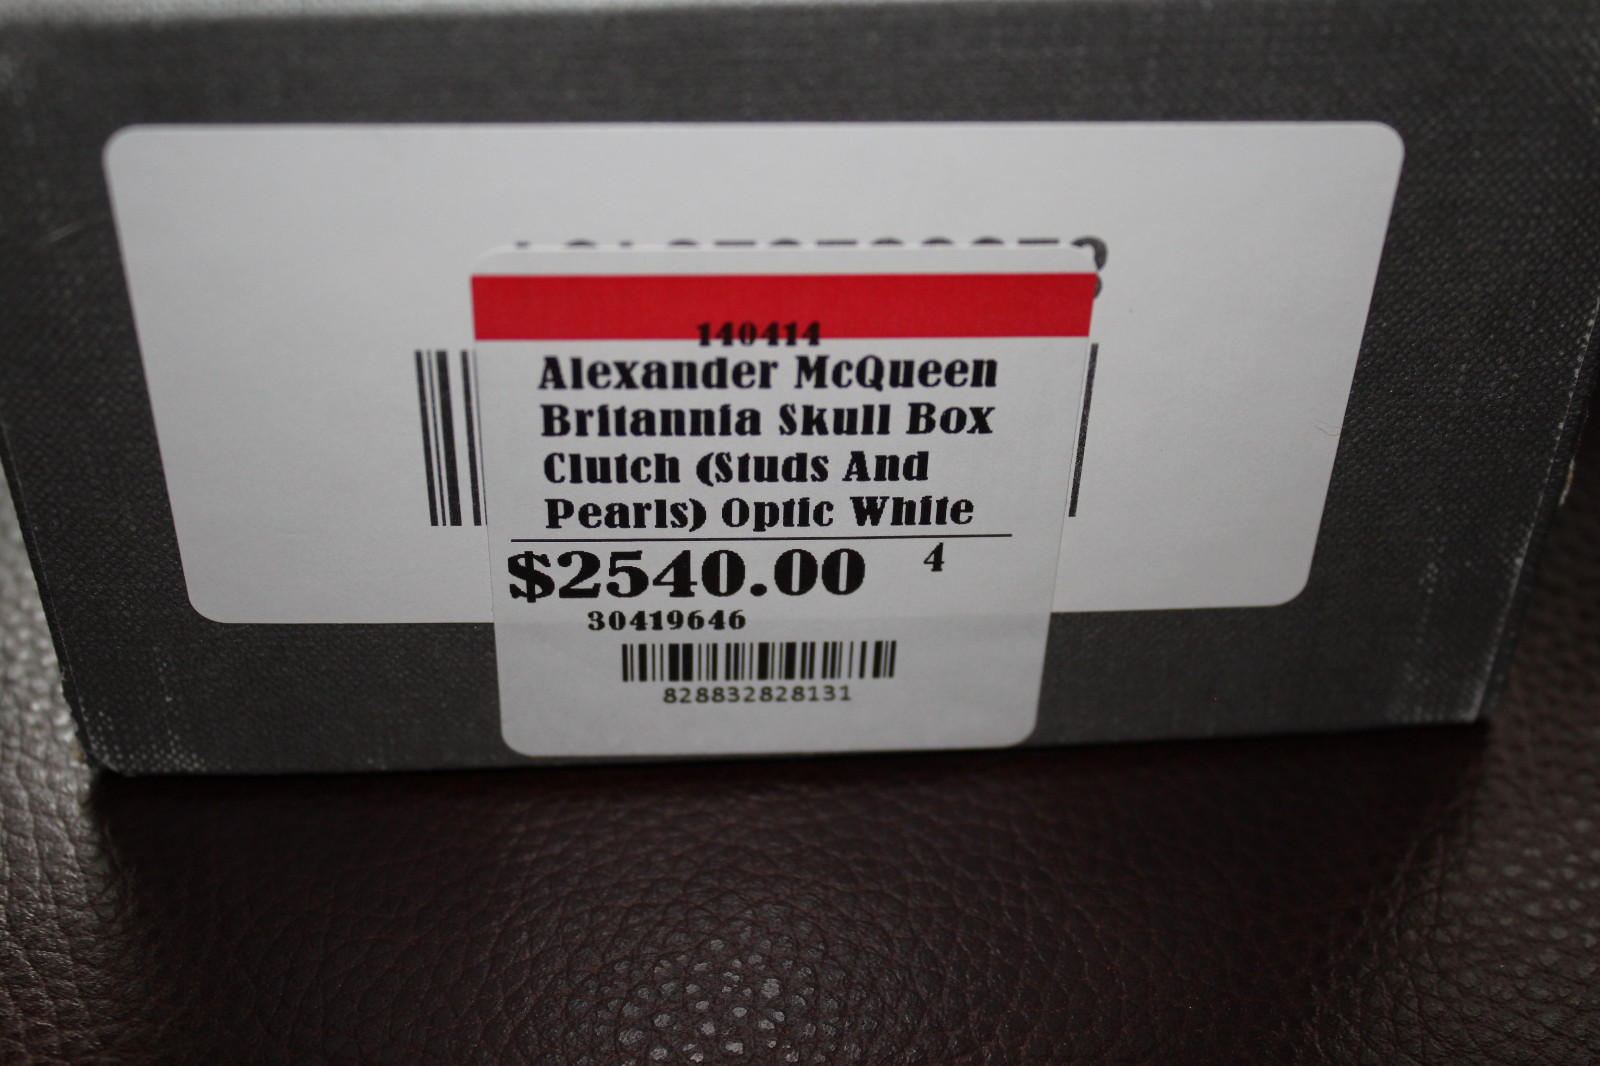 140414
Alexander McQueen
Britannia Skull Box
Clutch (Studs And
Pearls) Optic White
$2540.00 4
30419646
828832828131